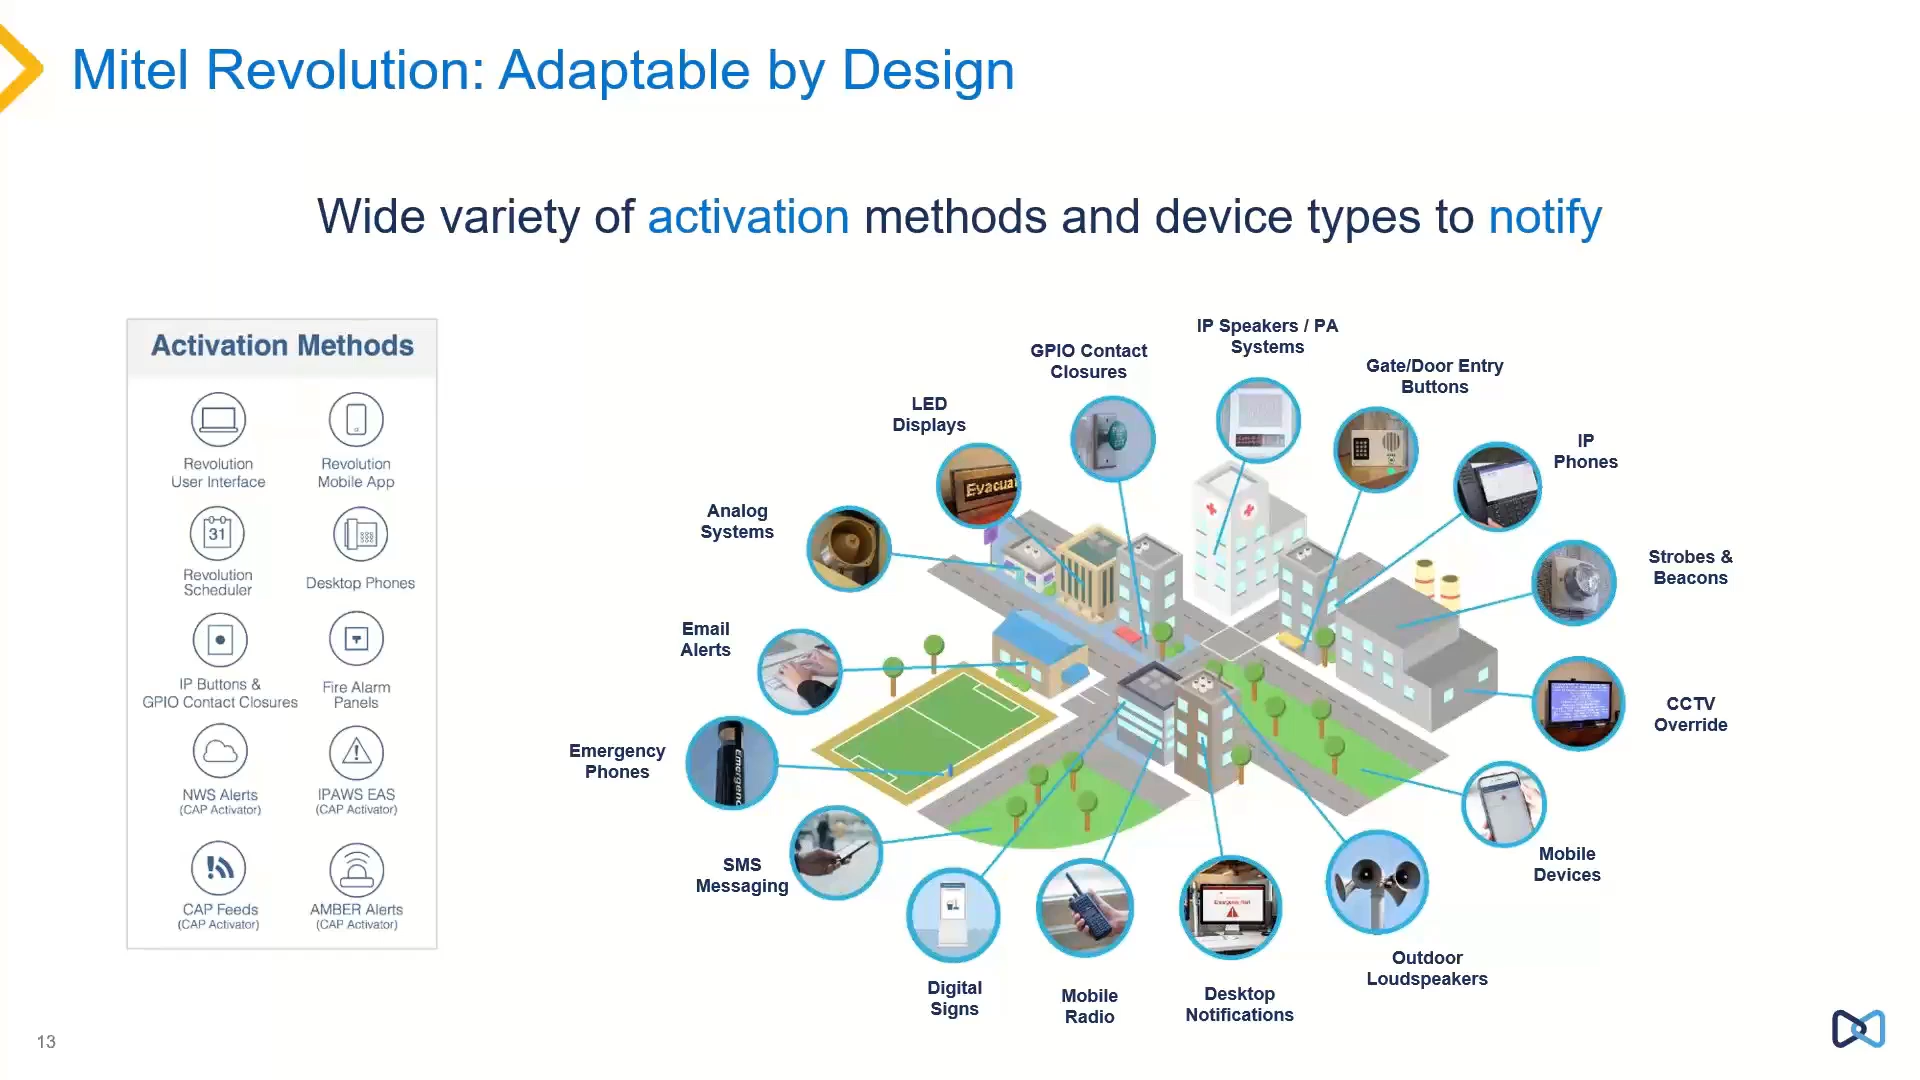 Mitel Revolution: Adaptable by Design
Wide variety of activation methods and device types to notify
Activation Methods
Revolution
User Interface
Revolution
Mobile App
31
Revolution
Scheduler
Desktop Phones
IP Buttons &
GPIO Contact Closures
Fire Alarm
Panels
NWS Alerts
(CAP Activator)
IPAWS EAS
(CAP Activator)
CAP Feeds
(CAP Activator)
AMBER Alerts
(CAP Activator)
IP Speakers / PA
Systems
GPIO Contact
Closures
Gate/Door Entry
Buttons
LED
Displays
Evacuat
IP
Phones
Analog
Systems
Strobes &
Beacons
Email
Alerts
CCTV
Override
Emergency
Phones
Emergenc
SMS
Messaging
Mobile
Devices
Emergency Alert
Outdoor
Loudspeakers
Digital
Signs
Mobile
Radio
Desktop
Notifications
13